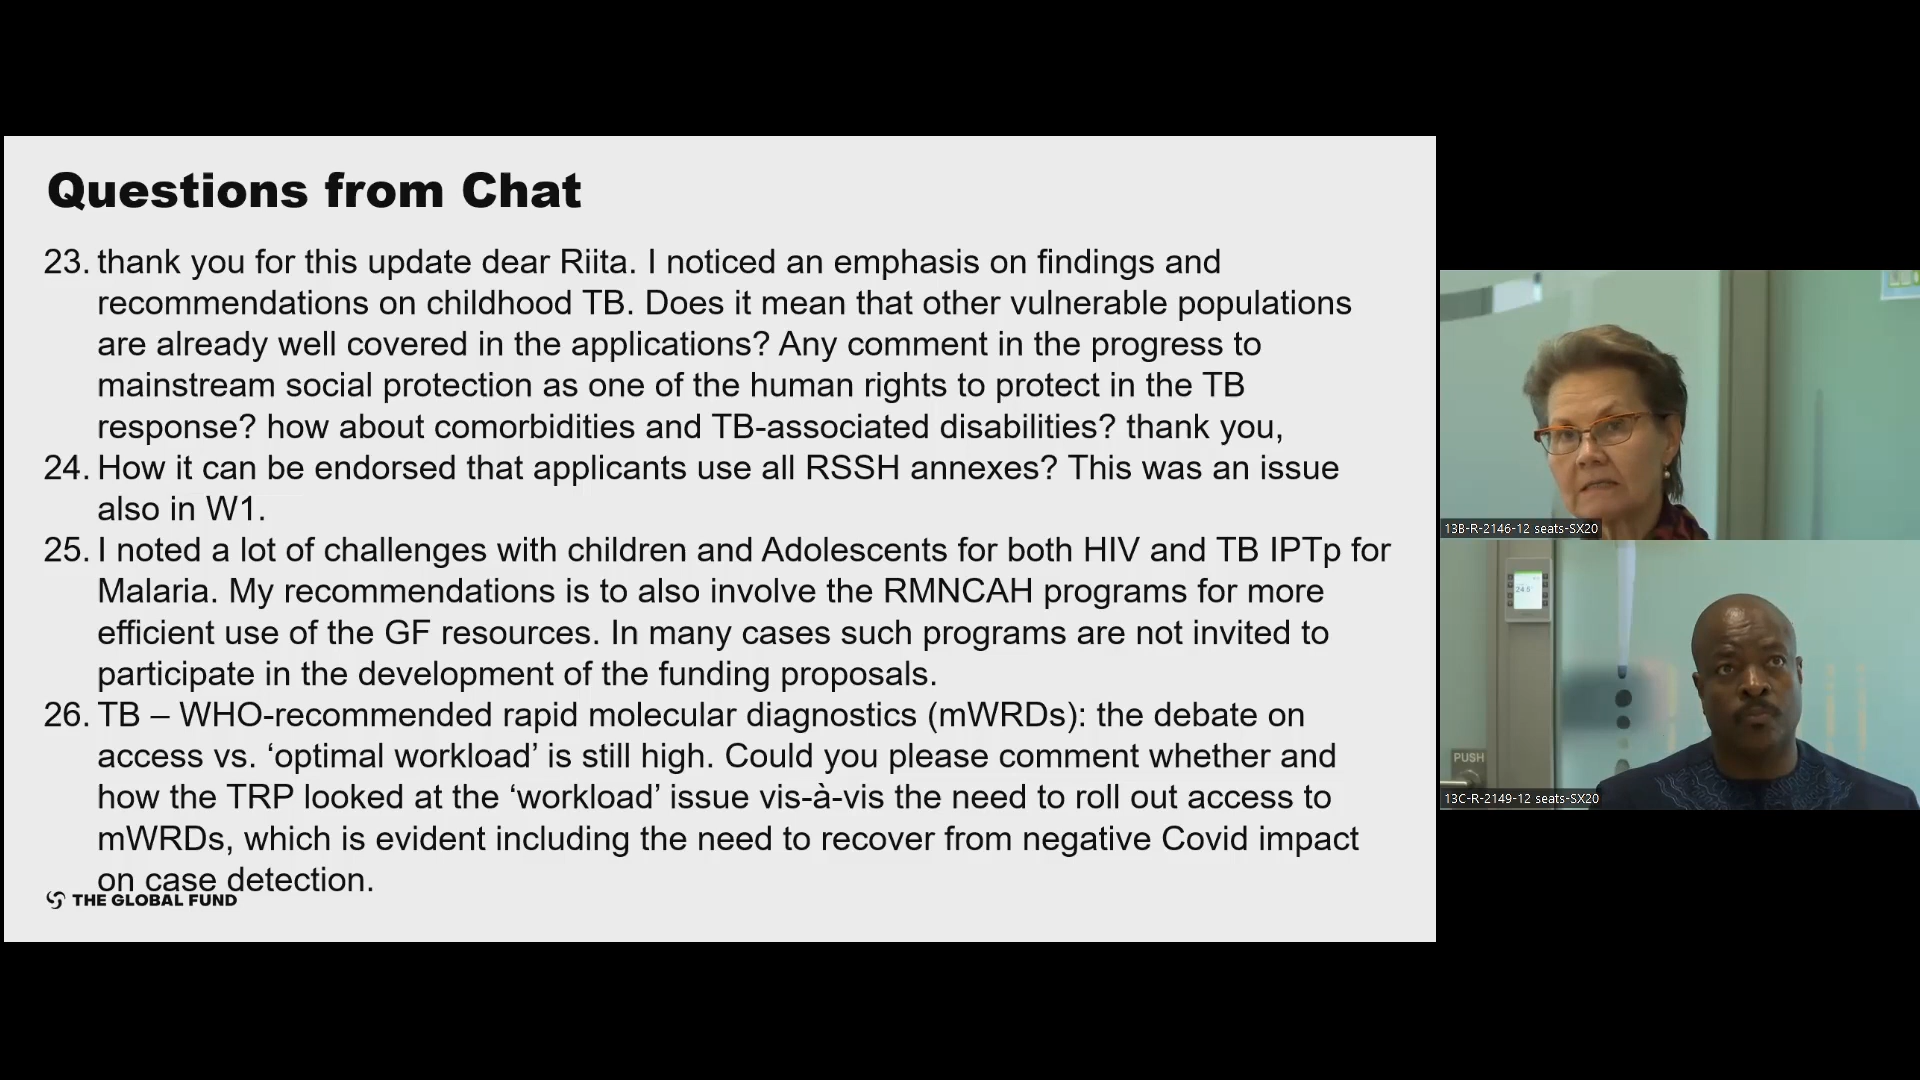 Questions from Chat
23. thank you for this update dear Riita. I noticed an emphasis on findings and
recommendations on childhood TB. Does it mean that other vulnerable populations
are already well covered in the applications? Any comment in the progress to
mainstream social protection as one of the human rights to protect in the TB
response? how about comorbidities and TB-associated disabilities? thank you,
24. How it can be endorsed that applicants use all RSSH annexes? This was an issue
also in W1.
25. I noted a lot of challenges with children and Adolescents for both HIV and TB IPTp for
Malaria. My recommendations is to also involve the RMNCAH programs for more
efficient use of the GF resources. In many cases such programs are not invited to
participate in the development of the funding proposals.
26. TB – WHO-recommended rapid molecular diagnostics (mWRDs): the debate on
access vs. ‘optimal workload’ is still high. Could you please comment whether and
how the TRP looked at the ‘workload’ issue vis-à-vis the need to roll out access to
mWRDs, which is evident including the need to recover from negative Covid impact
on case detection.
THE GLOBAL FUND
13B-R-2146-12 seats-SX20
PUSH
13C-R-2149-12 seats-SX20